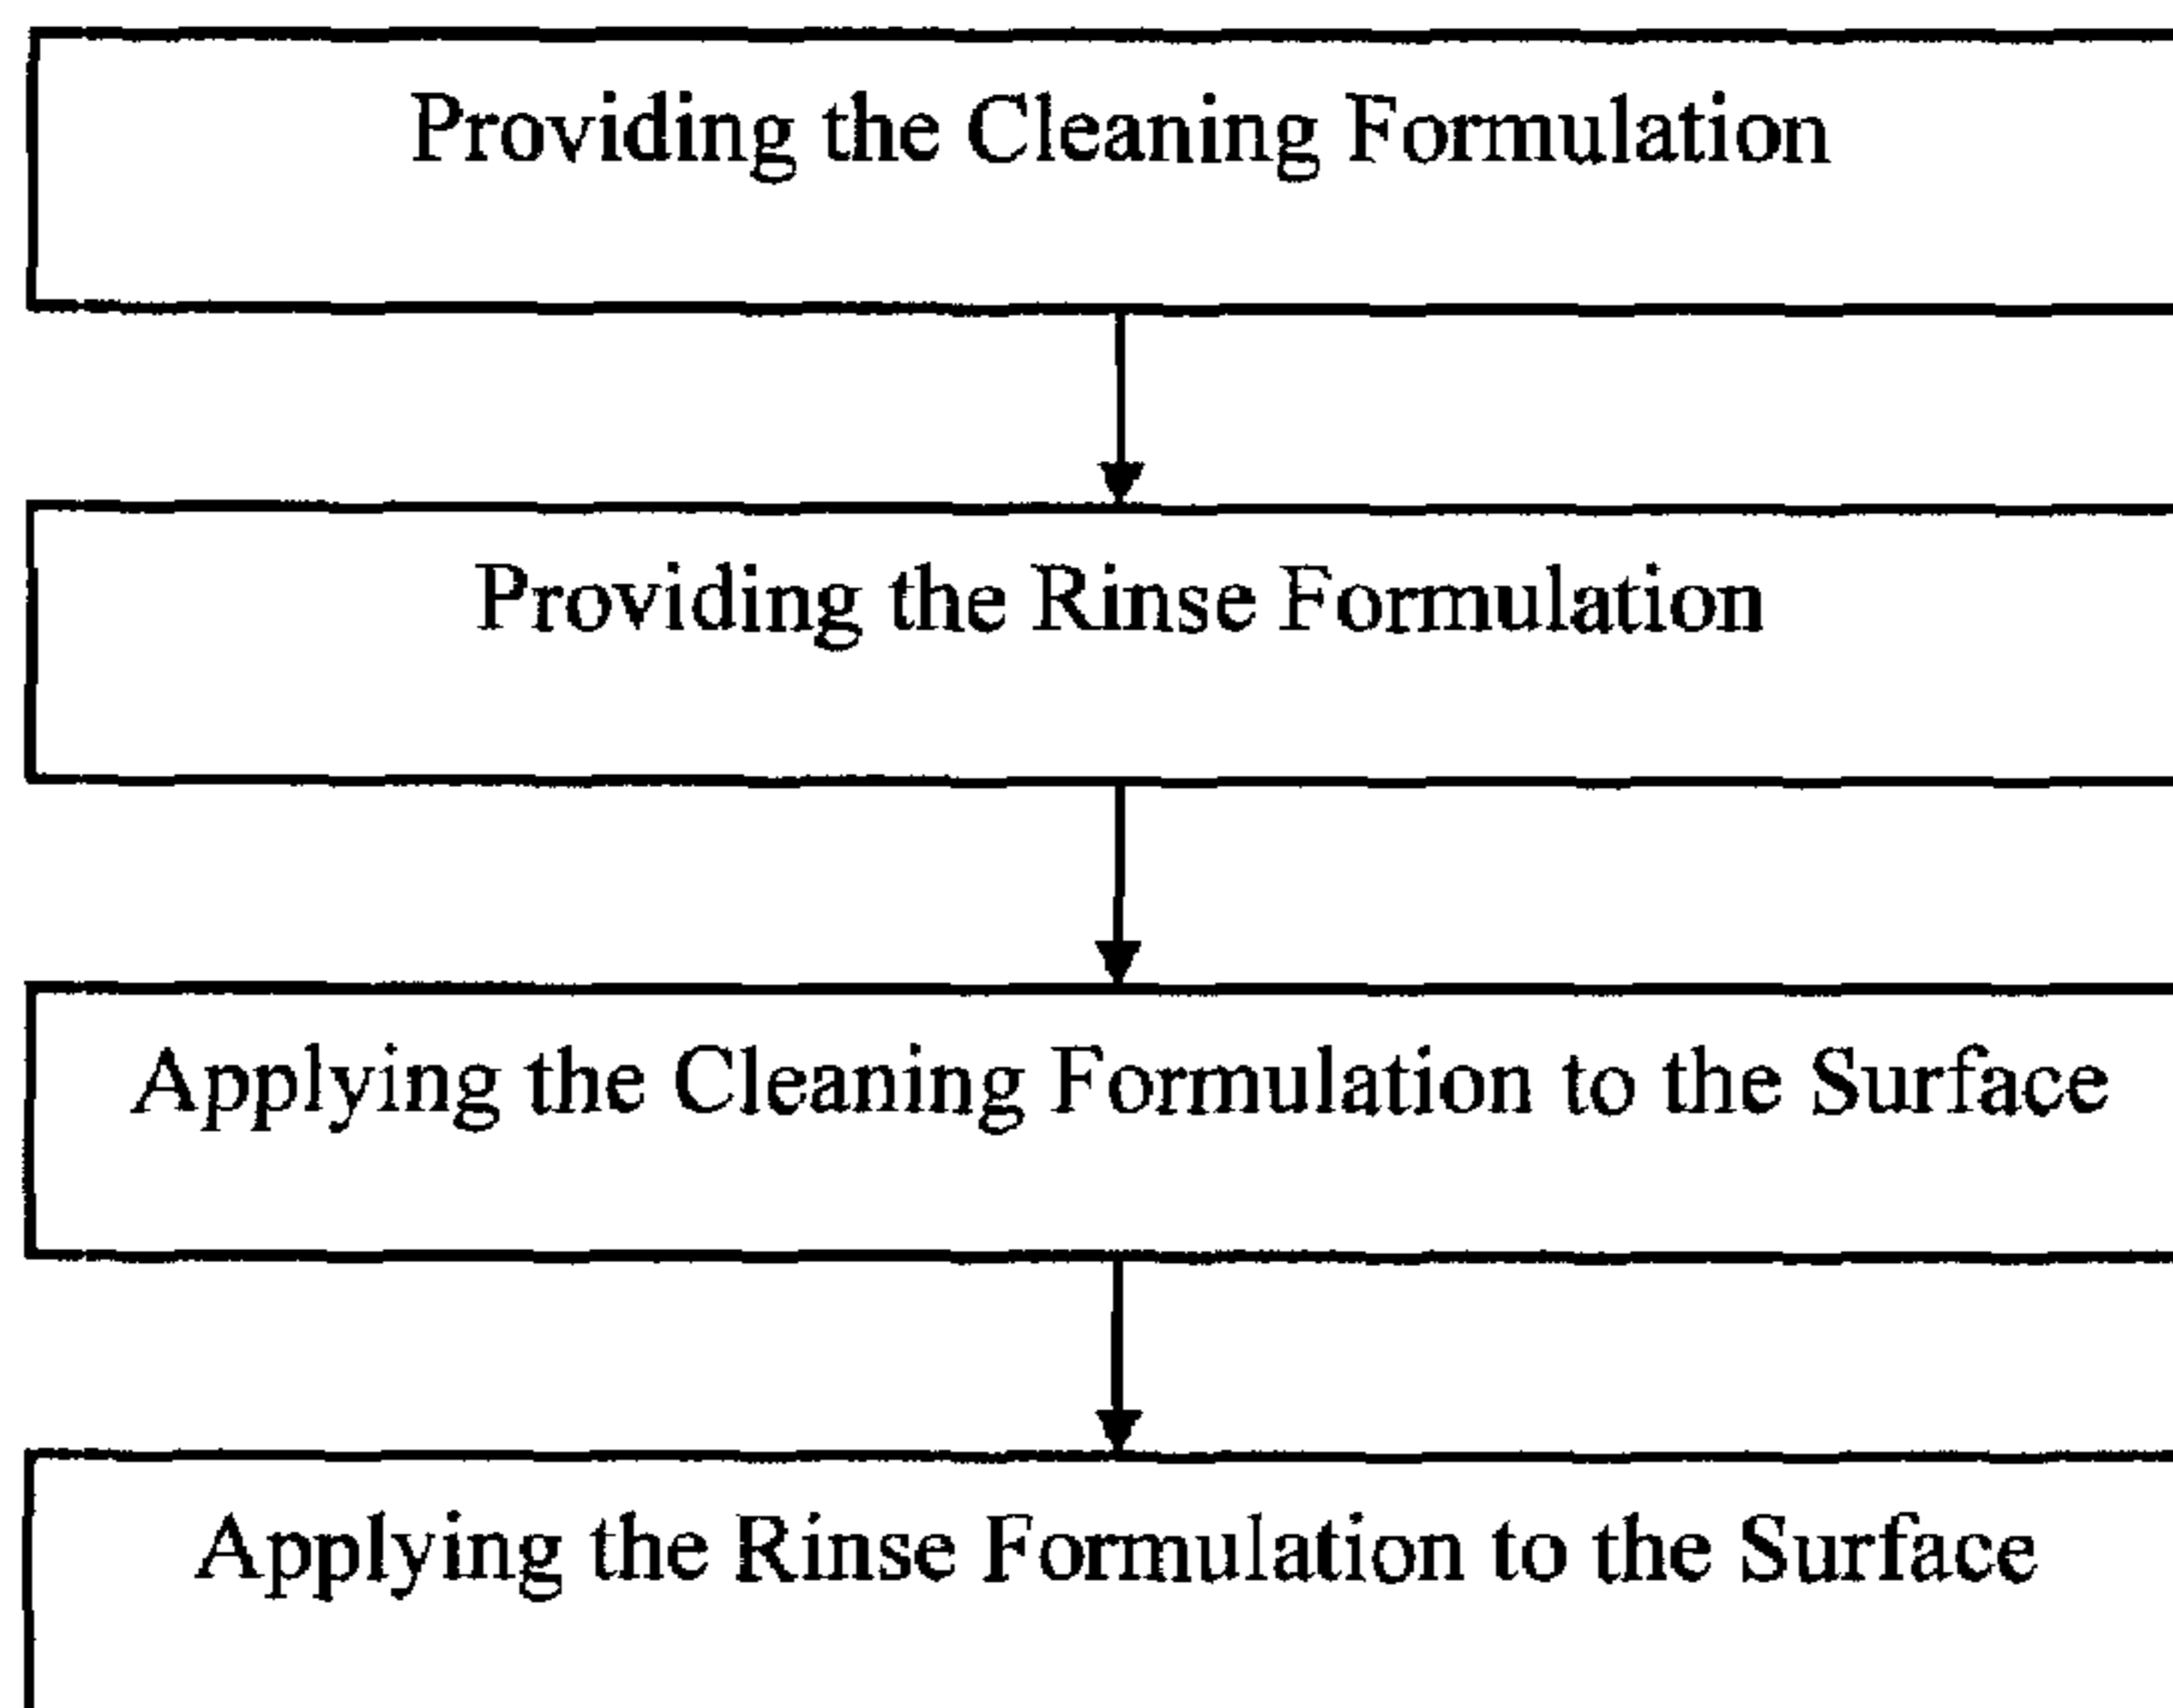 Providing the Cleaning Formulation
Providing the Rinse Formulation
Applying the Cleaning Formulation to the Surface
Applying the Rinse Formulation to the Surface